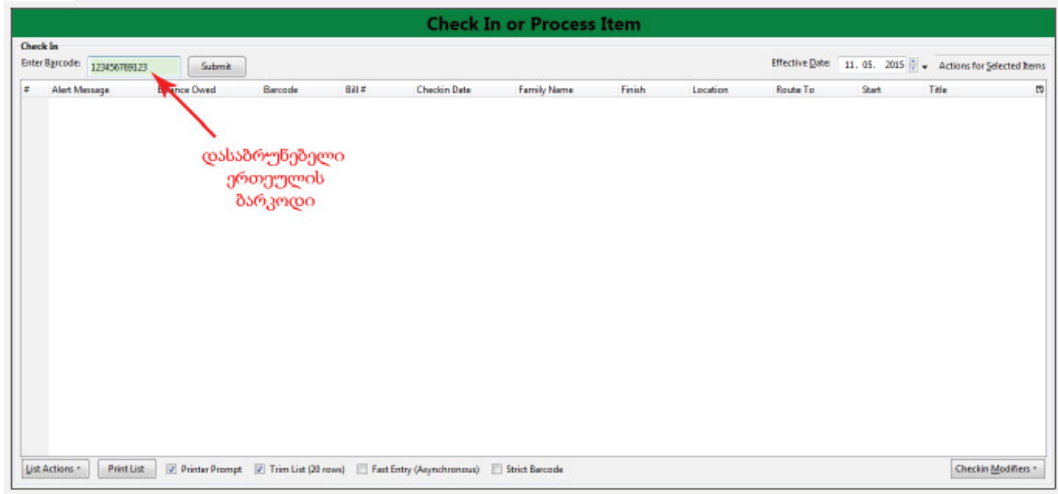 Check In or Process Item
Check In
Enter Barcode: 123456789123 Submit Effective Date: 11. 05. 2015 Actions for Selected Items
# Alert Message Balance Owed Barcode Bill # Checkin Date Family Name Finish Location Route To Start Title
დასაბრუნებელი
ერთეულის
ბარკოდი
List Actions Print List Printer Prompt Trim List (20 rows) Fast Entry (Asynchronous) Strict Barcode Checkin Modifiers